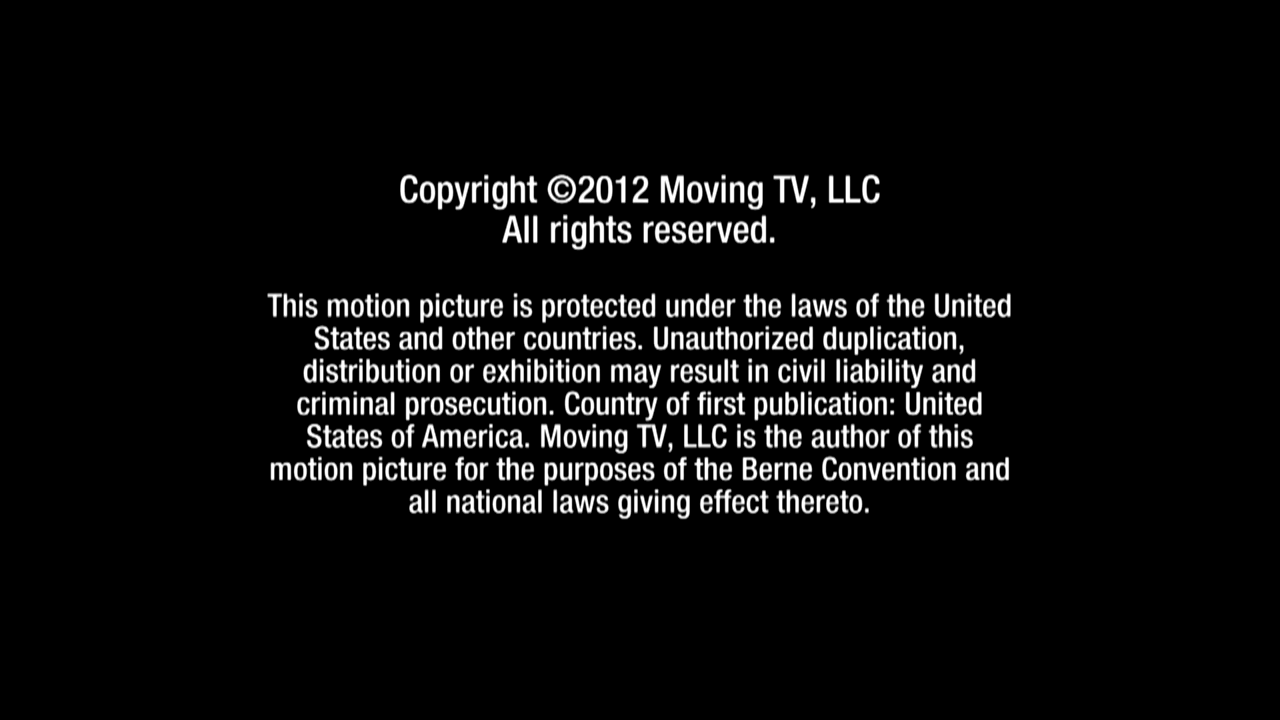 Copyright ©2012 Moving TV, LLC
All rights reserved.
This motion picture is protected under the laws of the United
States and other countries. Unauthorized duplication,
distribution or exhibition may result in civil liability and
criminal prosecution. Country of first publication: United
States of America. Moving TV, LLC is the author of this
motion picture for the purposes of the Berne Convention and
all national laws giving effect thereto.